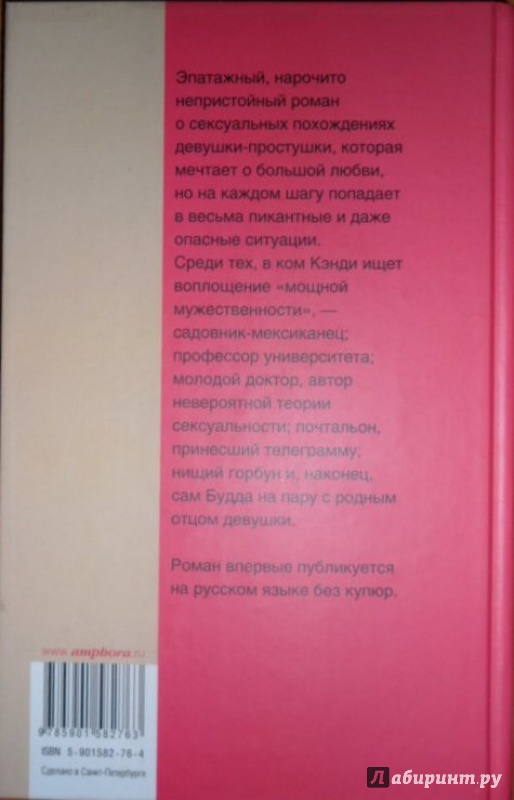 Эпатажный, нарочито
непристойный роман
о сексуальных похождениях
девушки-простушки, которая
мечтает о большой любви,
но на каждом шагу попадает
в весьма пикантные и даже
опасные ситуации.
Среди тех, в ком Кэнди ищет
воплощение «мощной
мужественности», —
садовник-мексиканец;
профессор университета;
молодой доктор, автор
невероятной теории
сексуальности; почтальон,
принесший телеграмму;
нищий горбун и, наконец,
сам Будда на пару с родным
отцом девушки.
Роман впервые публикуется
на русском языке без купюр.
www.amphora.ru
9785901582763
ISBN 5-901582-76-4
Сделано в Санкт-Петербурге
Лабиринт.ру